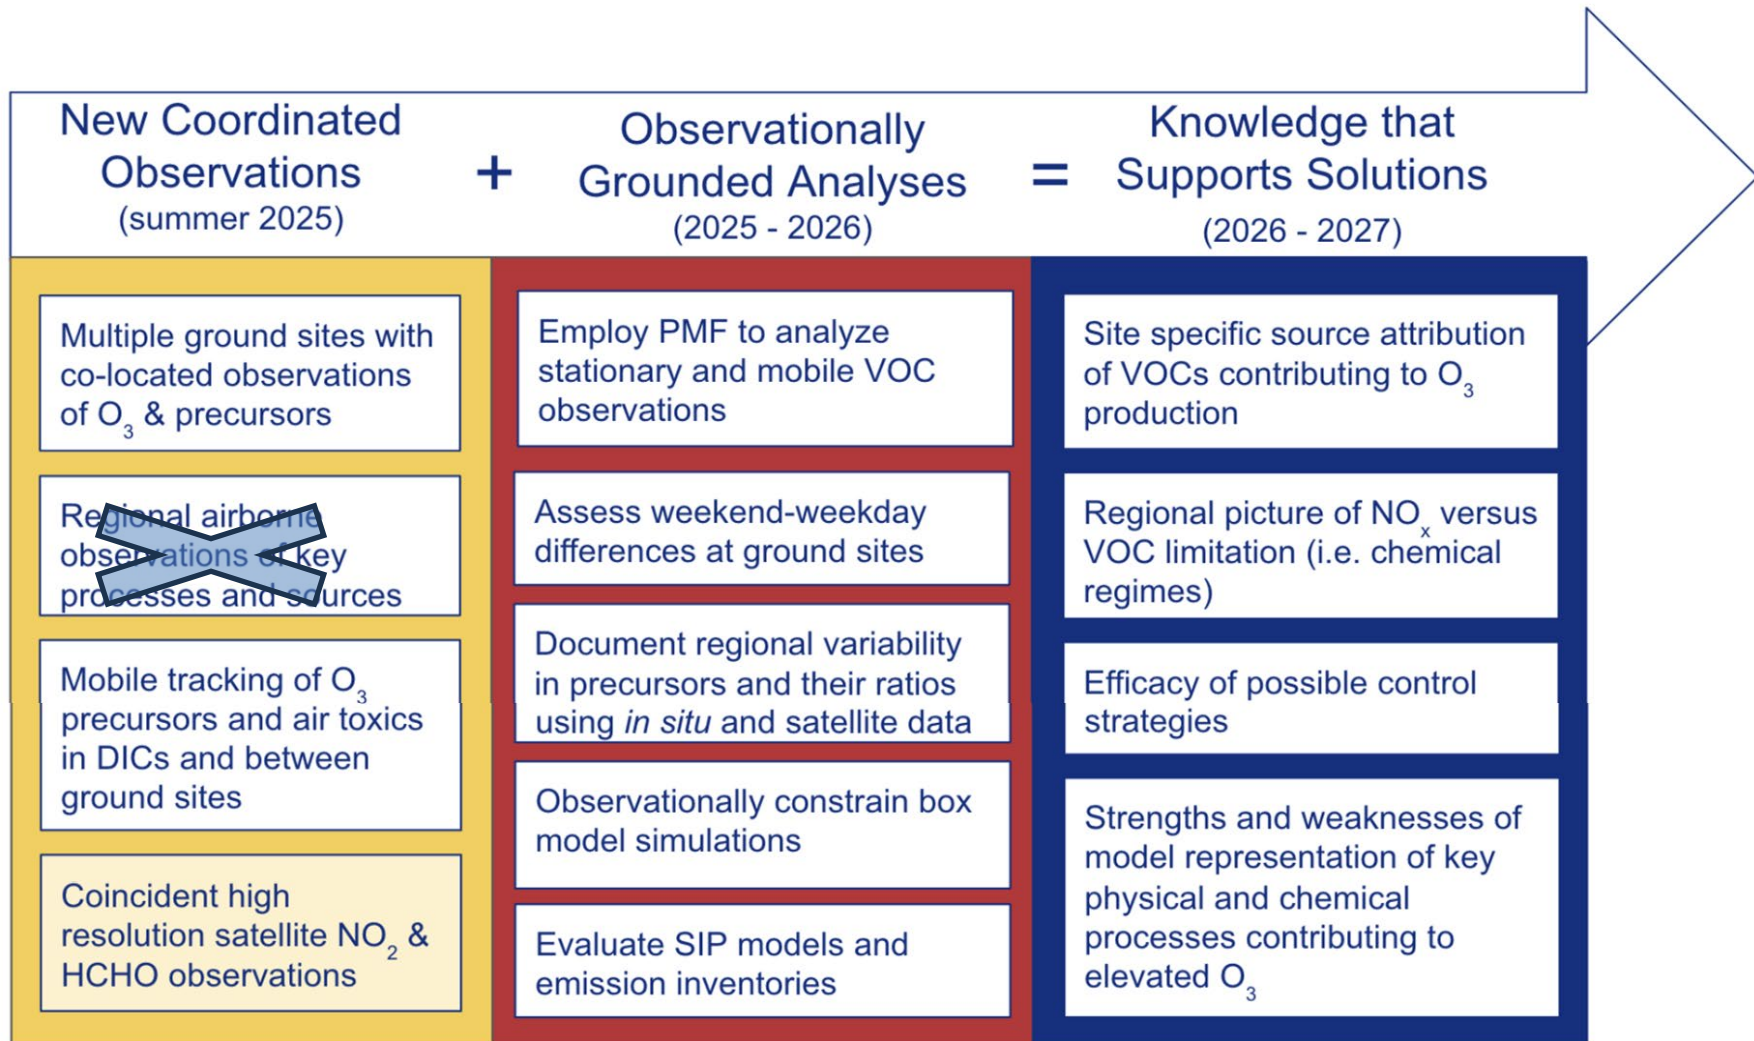 New Coordinated
Observations
(summer 2025)
+
Observationally
Grounded Analyses
(2025 - 2026)
=
Knowledge that
Supports Solutions
(2026 - 2027)
Multiple ground sites with
co-located observations
of O₃ & precursors
Regional airborne
observations of key
processes and sources
Mobile tracking of O₃
precursors and air toxics
in DICs and between
ground sites
Coincident high
resolution satellite NO₂ &
HCHO observations
Employ PMF to analyze
stationary and mobile VOC
observations
Assess weekend-weekday
differences at ground sites
Document regional variability
in precursors and their ratios
using in situ and satellite data
Observationally constrain box
model simulations
Evaluate SIP models and
emission inventories
Site specific source attribution
of VOCs contributing to O₃
production
Regional picture of NOₓ versus
VOC limitation (i.e. chemical
regimes)
Efficacy of possible control
strategies
Strengths and weaknesses of
model representation of key
physical and chemical
processes contributing to
elevated O₃